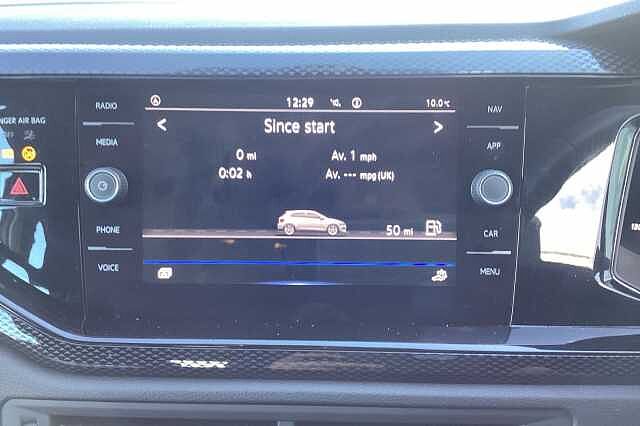 NGER AIR BAG
OFF
RADIO
MEDIA
PHONE
VOICE
12:29
10.0°C
< Since start >
0 mi
Av. 1 mph
0:02 h
Av. --- mpg (UK)
50 mi
NAV
APP
CAR
MENU